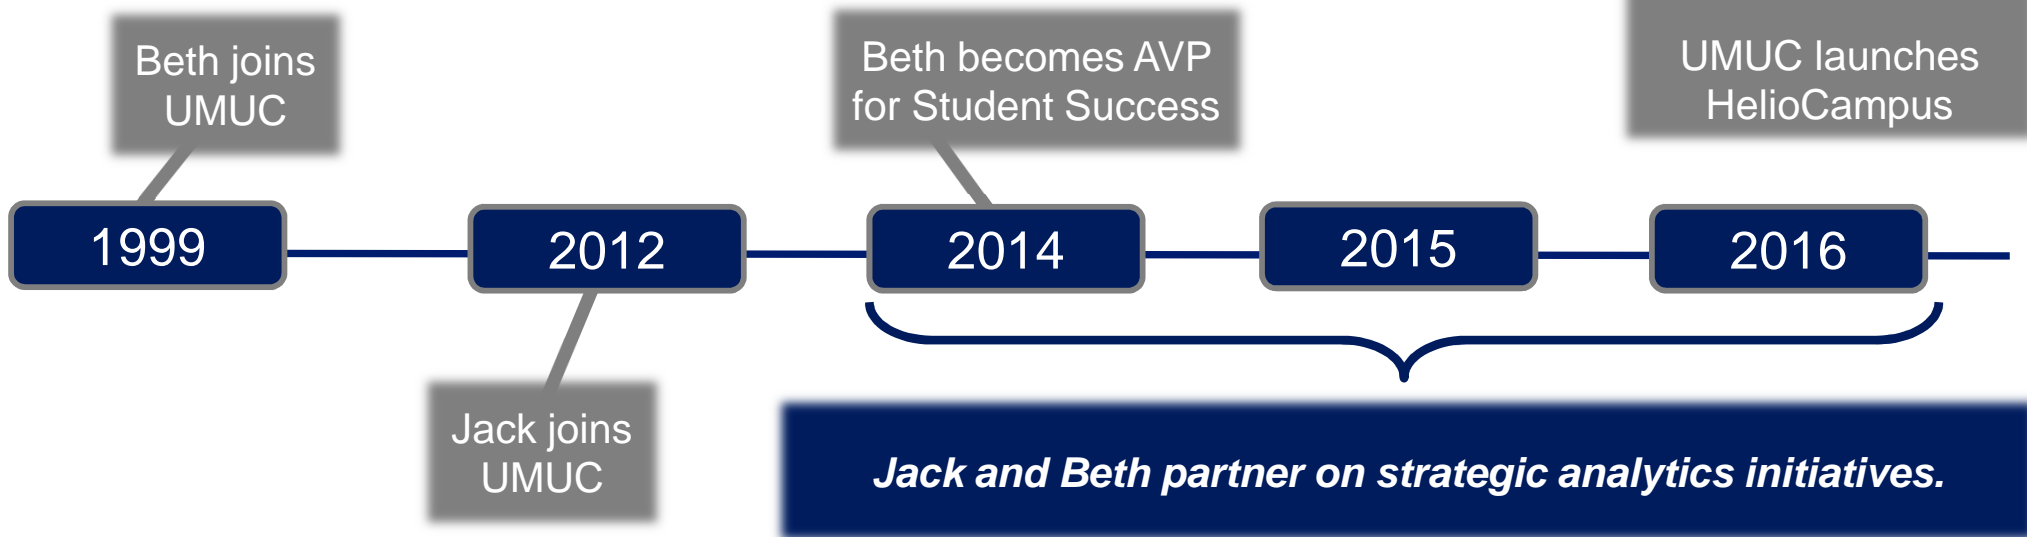 Beth joins
UMUC
Beth becomes AVP
for Student Success
UMUC launches
HelioCampus
1999
2012
2014
2015
2016
Jack joins
UMUC
Jack and Beth partner on strategic analytics initiatives.